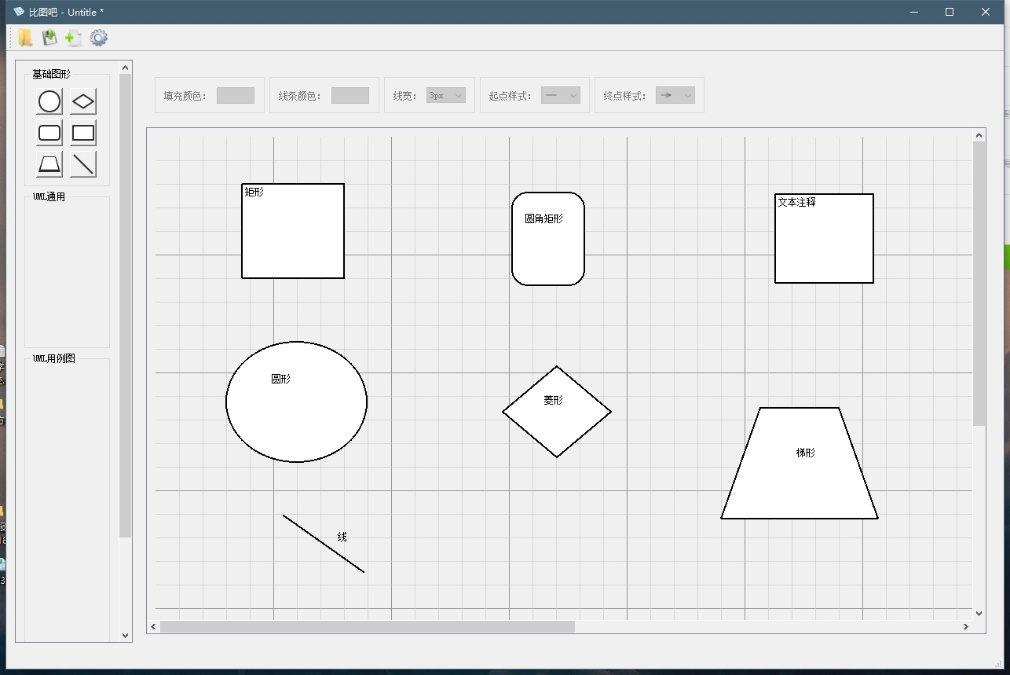 比图吧 - Untitle *
基础图形
UML通用
UML用例图
填充颜色：
线条颜色：
线宽： 3px
起点样式：
终点样式：
矩形
圆角矩形
文本注释
圆形
菱形
梯形
线